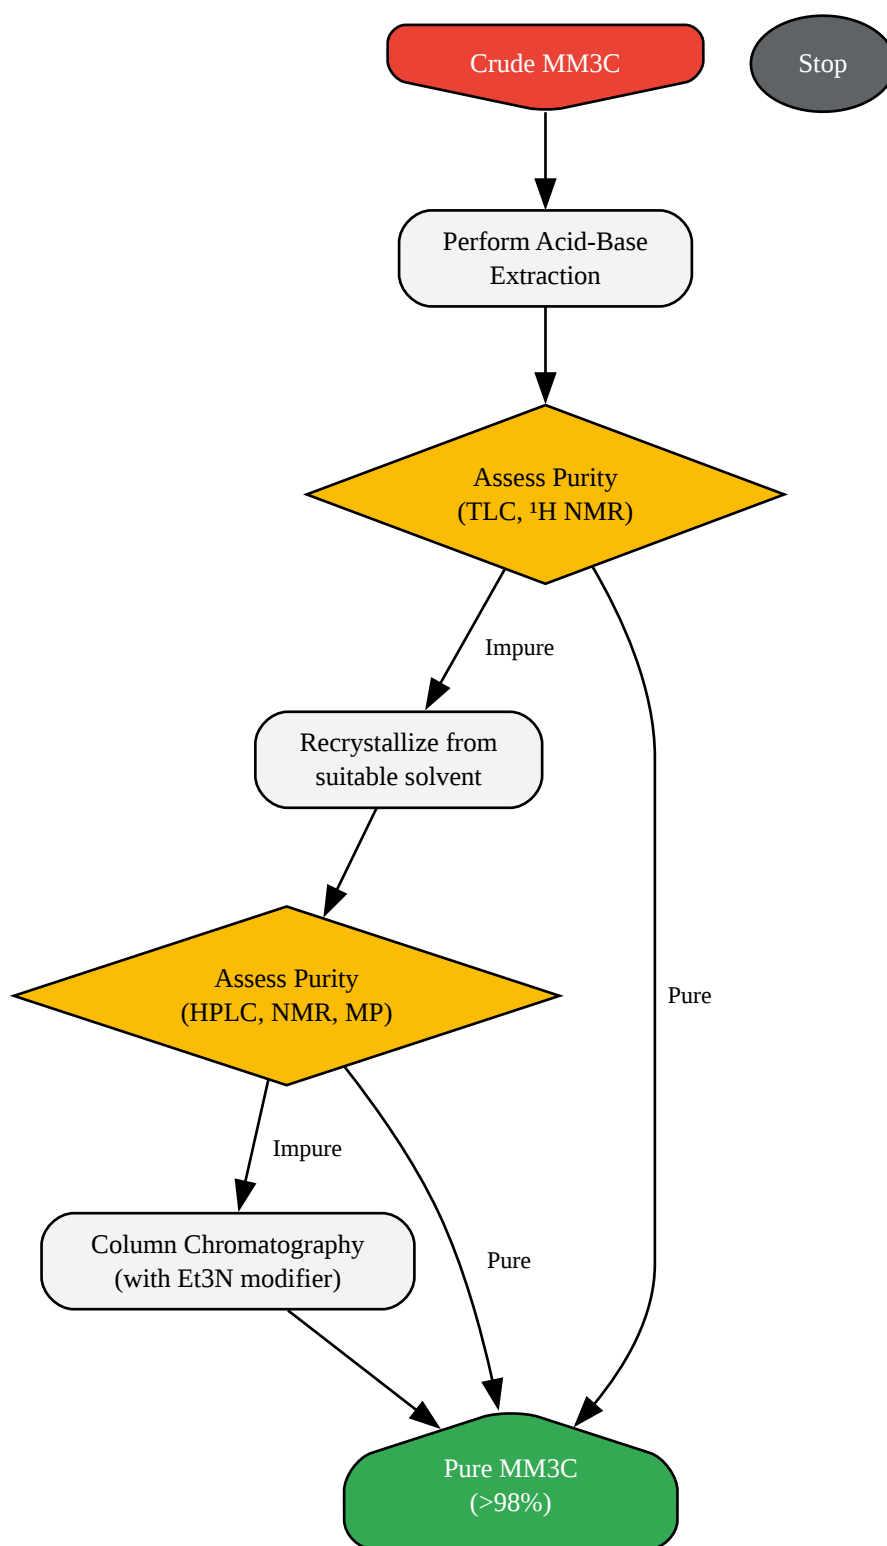 Crude MM3C
Stop
Perform Acid-Base
Extraction
Assess Purity
(TLC, ¹H NMR)
Impure
Recrystallize from
suitable solvent
Assess Purity
(HPLC, NMR, MP)
Pure
Impure
Column Chromatography
(with Et3N modifier)
Pure
Pure MM3C
(>98%)